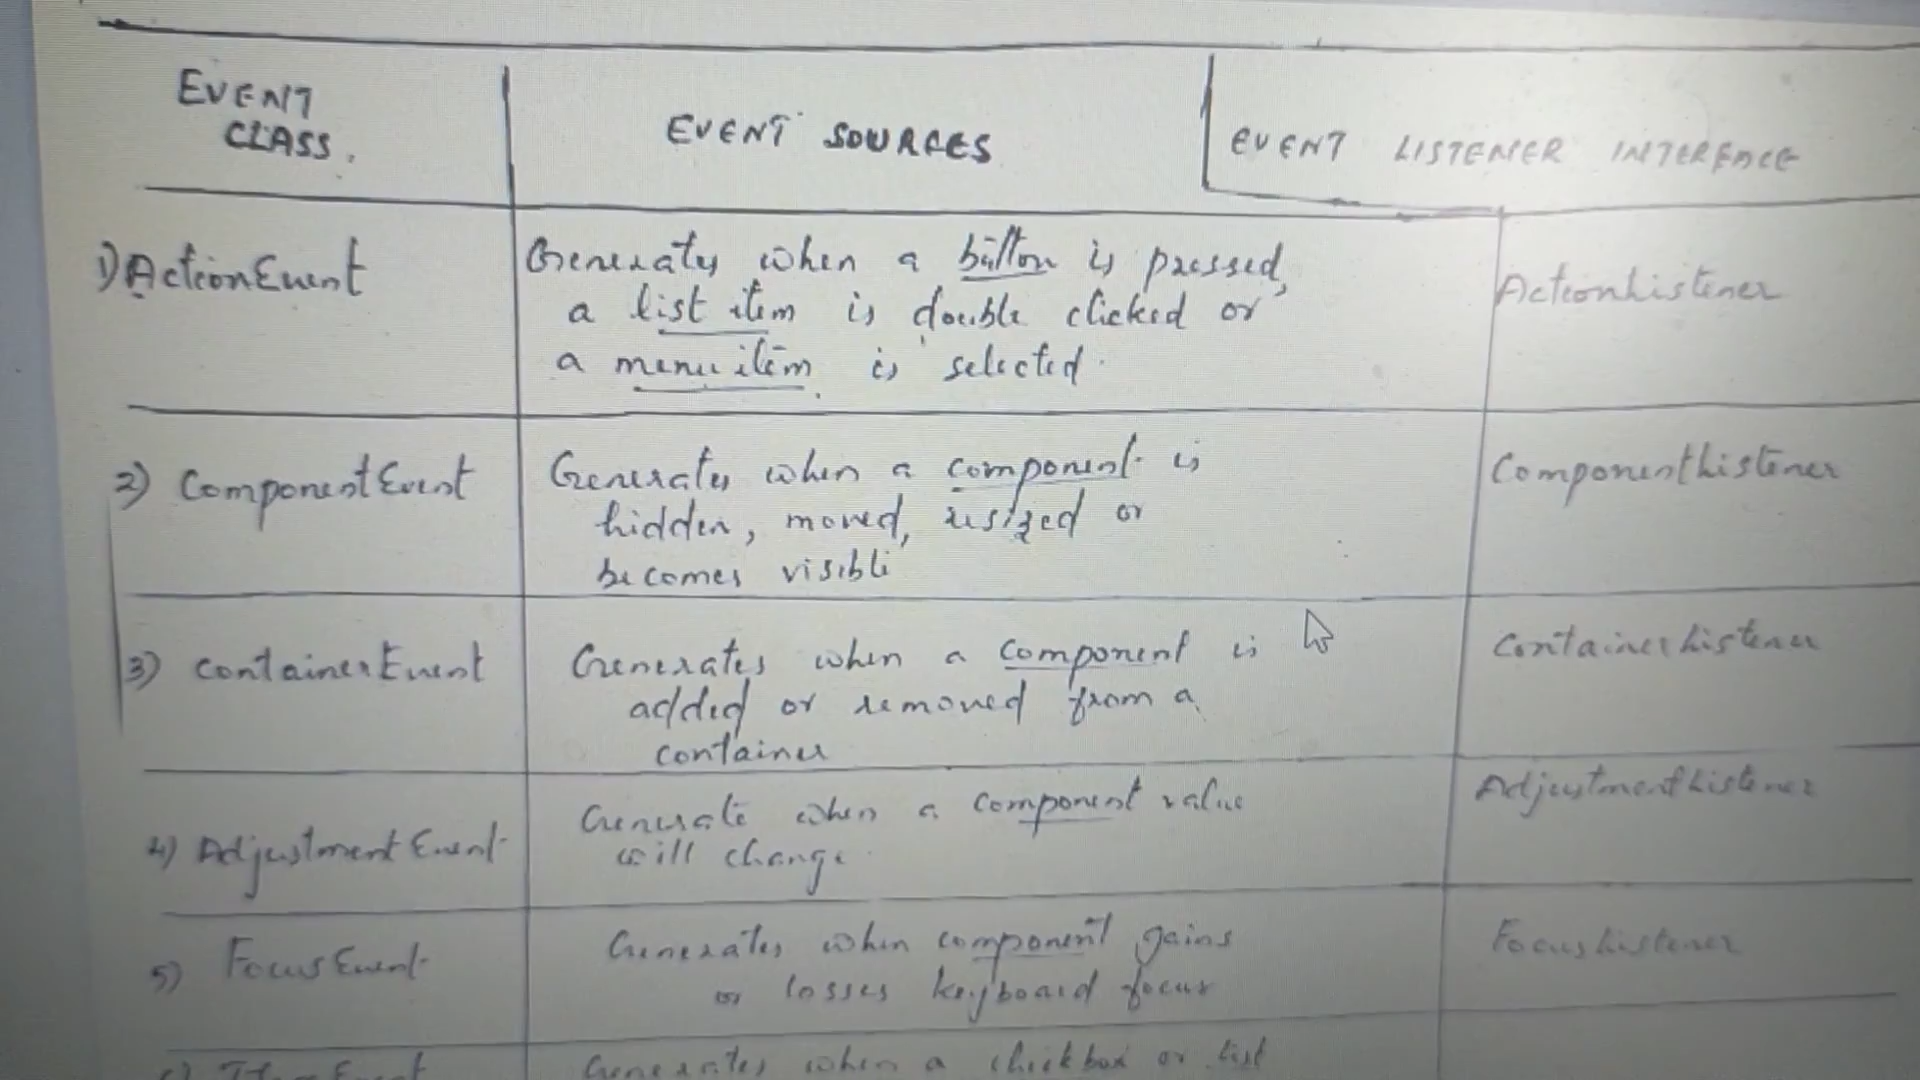 EVENT
CLASS.
EVENT SOURCES
EVENT LISTENER INTERFACE
1) ActionEvent
Generates when a button is pressed,
a list item is double clicked or
a menu item is selected.
ActionListener
2) ComponentEvent
Generates when a component is
hidden, moved, resized or
becomes visible
ComponentListener
3) ContainerEvent
Generates when a component is
added or removed from a
container
ContainerListener
4) AdjustmentEvent
Generate when a component value
will change.
AdjustmentListener
5) FocusEvent
Generates when component gains
or losses keyboard focus
FocusListener
6) ItemEvent
Generates when a checkbox or list